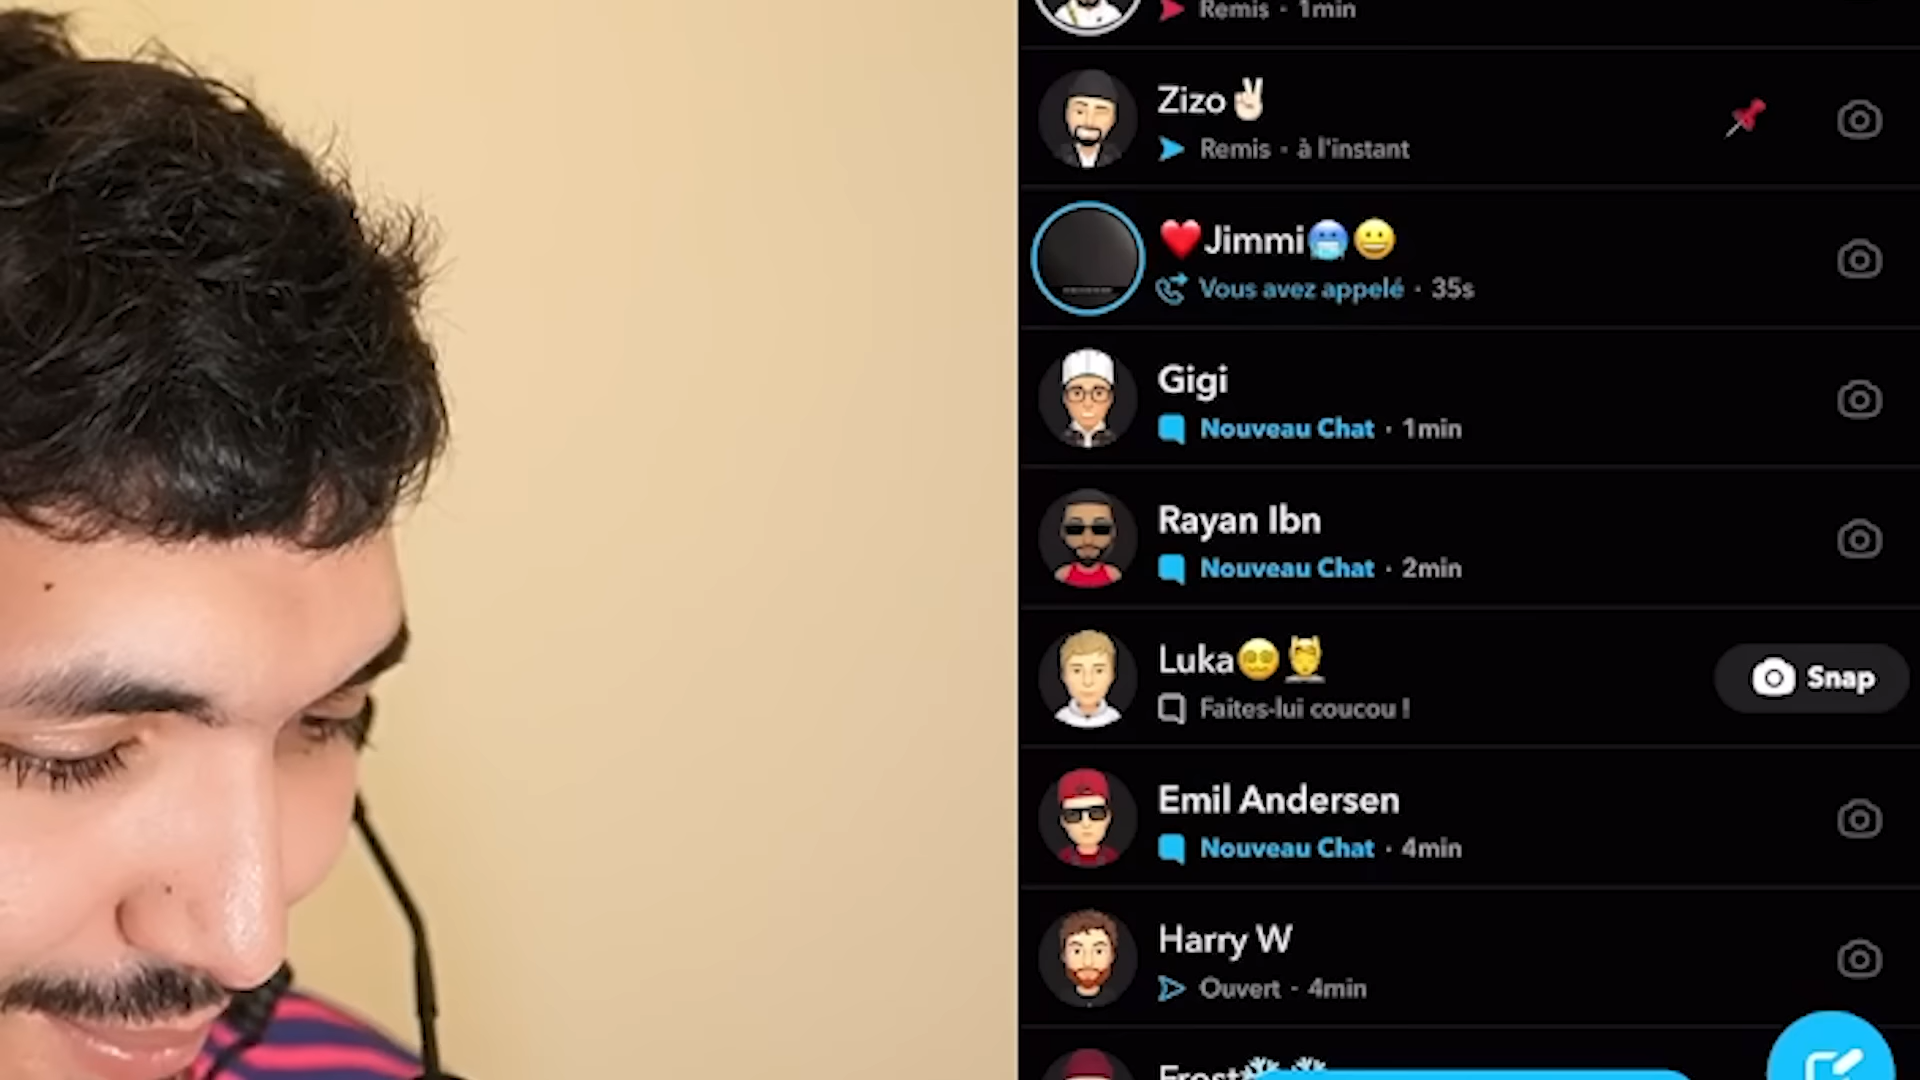 Remis · 1min
Zizo✌🏻
Remis · à l'instant
❤️Jimmi🥶😀
Vous avez appelé · 35s
Gigi
Nouveau Chat · 1min
Rayan Ibn
Nouveau Chat · 2min
Luka😵‍💫💆
Faites-lui coucou !
Snap
Emil Andersen
Nouveau Chat · 4min
Harry W
Ouvert · 4min
Frost❄️❄️